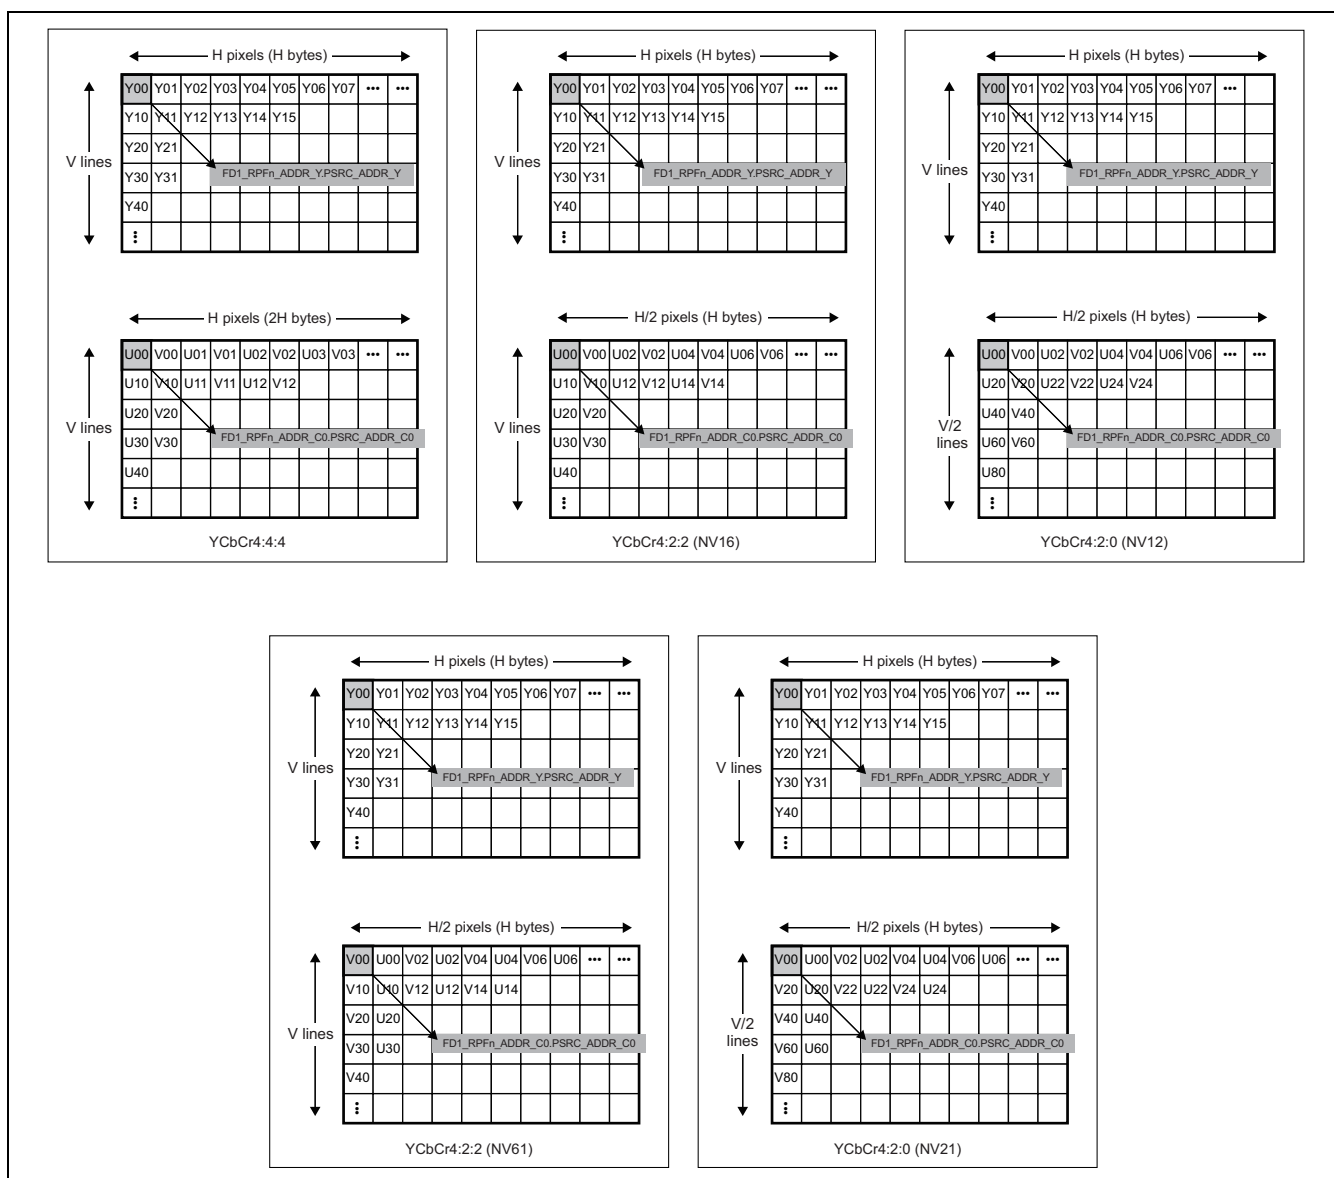 H pixels (H bytes)
Y00 Y01 Y02 Y03 Y04 Y05 Y06 Y07 ••• •••
Y10 Y11 Y12 Y13 Y14 Y15
Y20 Y21
V lines
FD1_RPFn_ADDR_Y.PSRC_ADDR_Y
Y30 Y31
Y40
⋮
H pixels (2H bytes)
U00 V00 U01 V01 U02 V02 U03 V03 ••• •••
U10 V10 U11 V11 U12 V12
U20 V20
V lines
FD1_RPFn_ADDR_C0.PSRC_ADDR_C0
U30 V30
U40
⋮
YCbCr4:4:4
H pixels (H bytes)
Y00 Y01 Y02 Y03 Y04 Y05 Y06 Y07 ••• •••
Y10 Y11 Y12 Y13 Y14 Y15
Y20 Y21
V lines
FD1_RPFn_ADDR_Y.PSRC_ADDR_Y
Y30 Y31
Y40
⋮
H/2 pixels (H bytes)
U00 V00 U02 V02 U04 V04 U06 V06 ••• •••
U10 V10 U12 V12 U14 V14
U20 V20
V lines
FD1_RPFn_ADDR_C0.PSRC_ADDR_C0
U30 V30
U40
⋮
YCbCr4:2:2 (NV16)
H pixels (H bytes)
Y00 Y01 Y02 Y03 Y04 Y05 Y06 Y07 •••
Y10 Y11 Y12 Y13 Y14 Y15
Y20 Y21
V lines
FD1_RPFn_ADDR_Y.PSRC_ADDR_Y
Y30 Y31
Y40
⋮
H/2 pixels (H bytes)
U00 V00 U02 V02 U04 V04 U06 V06 ••• •••
U20 V20 U22 V22 U24 V24
U40 V40
V/2
lines
FD1_RPFn_ADDR_C0.PSRC_ADDR_C0
U60 V60
U80
⋮
YCbCr4:2:0 (NV12)
H pixels (H bytes)
Y00 Y01 Y02 Y03 Y04 Y05 Y06 Y07 ••• •••
Y10 Y11 Y12 Y13 Y14 Y15
Y20 Y21
V lines
FD1_RPFn_ADDR_Y.PSRC_ADDR_Y
Y30 Y31
Y40
⋮
H/2 pixels (H bytes)
V00 U00 V02 U02 V04 U04 V06 U06 ••• •••
V10 U10 V12 U12 V14 U14
V20 U20
V lines
FD1_RPFn_ADDR_C0.PSRC_ADDR_C0
V30 U30
V40
⋮
YCbCr4:2:2 (NV61)
H pixels (H bytes)
Y00 Y01 Y02 Y03 Y04 Y05 Y06 Y07 ••• •••
Y10 Y11 Y12 Y13 Y14 Y15
Y20 Y21
V lines
FD1_RPFn_ADDR_Y.PSRC_ADDR_Y
Y30 Y31
Y40
⋮
H/2 pixels (H bytes)
V00 U00 V02 U02 V04 U04 V06 U06 ••• •••
V20 U20 V22 U22 V24 U24
V40 U40
V/2
lines
FD1_RPFn_ADDR_C0.PSRC_ADDR_C0
V60 U60
V80
⋮
YCbCr4:2:0 (NV21)